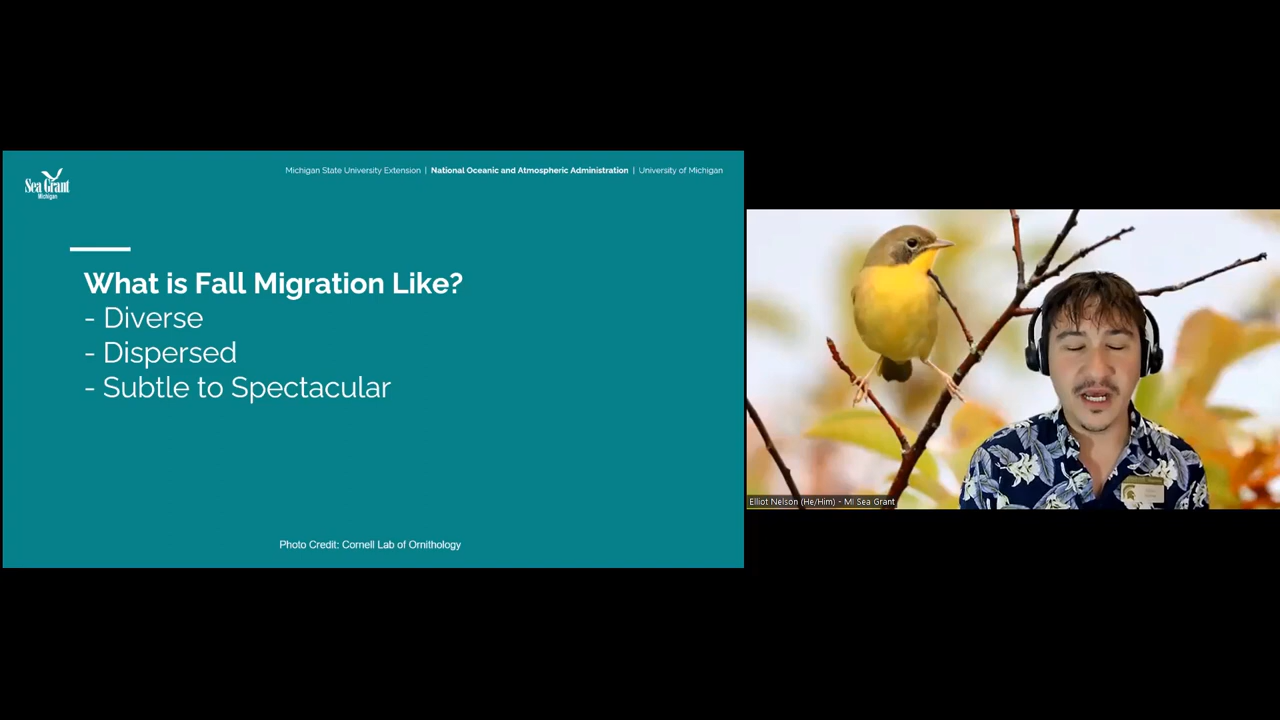 Sea Grant
Michigan
Michigan State University Extension | National Oceanic and Atmospheric Administration | University of Michigan
What is Fall Migration Like?
- Diverse
- Dispersed
- Subtle to Spectacular
Photo Credit: Cornell Lab of Ornithology
Elliot Nelson (He/Him) - MI Sea Grant